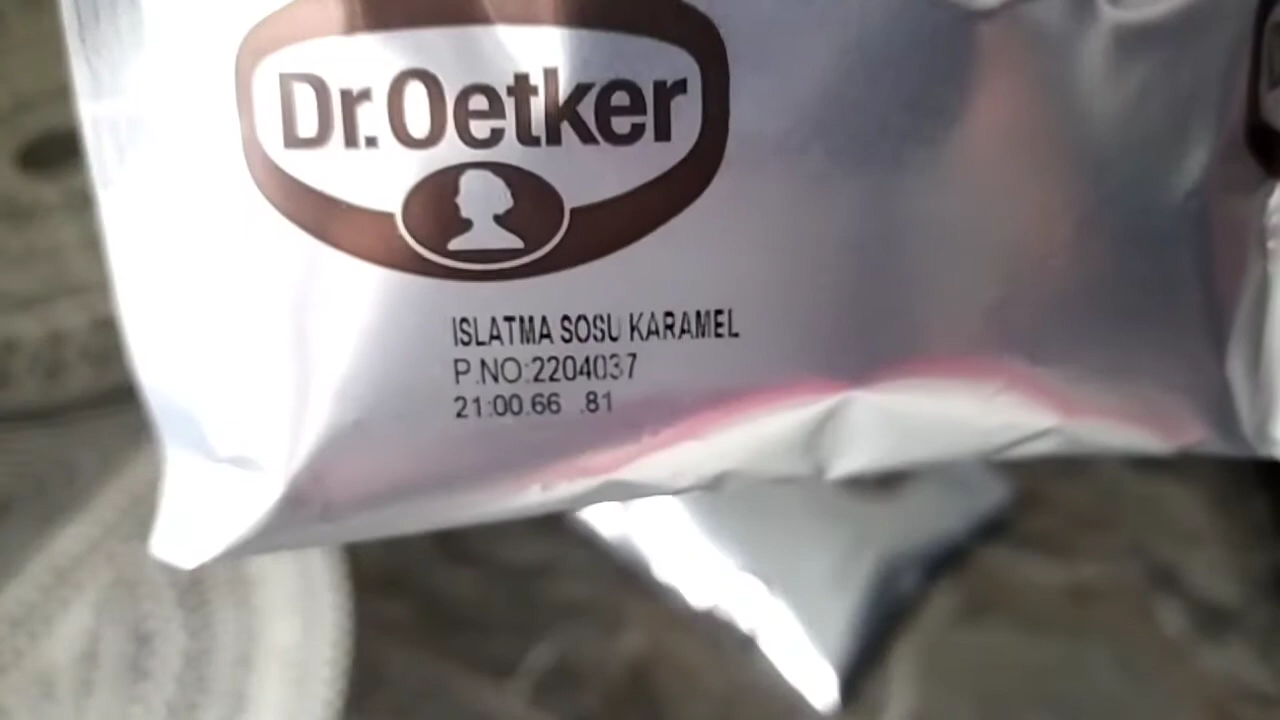 Dr.Oetker
ISLATMA SOSU KARAMEL
P.NO:2204037
21:00.66 .81